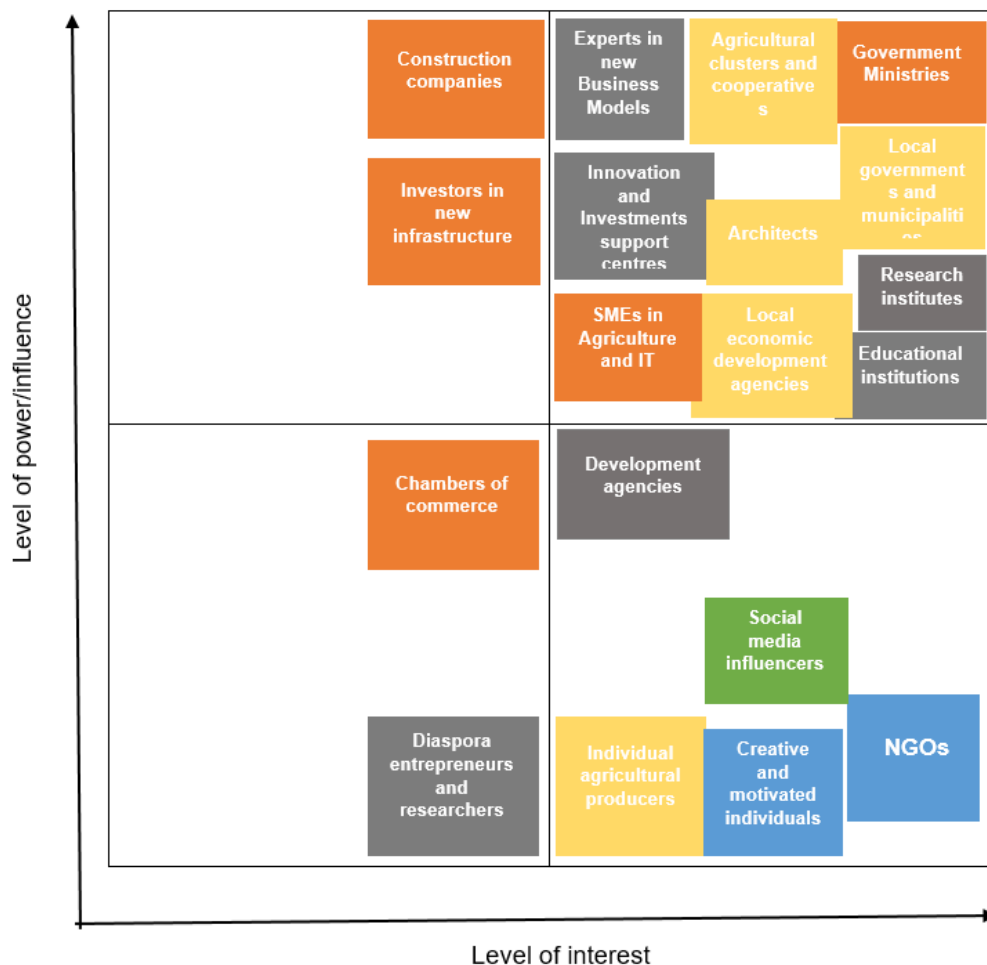 Construction
companies
Experts in
new
Business
Models
Agricultural
clusters and
cooperative
s
Government
Ministries
Investors in
new
infrastructure
Innovation
and
Investments
support
centres
Architects
Local
government
s and
municipaliti
Research
institutes
SMEs in
Agriculture
and IT
Local
economic
development
agencies
Educational
institutions
Level of power/influence
Chambers of
commerce
Development
agencies
Social
media
influencers
Diaspora
entrepreneurs
and
researchers
Individual
agricultural
producers
Creative
and
motivated
individuals
NGOs
Level of interest